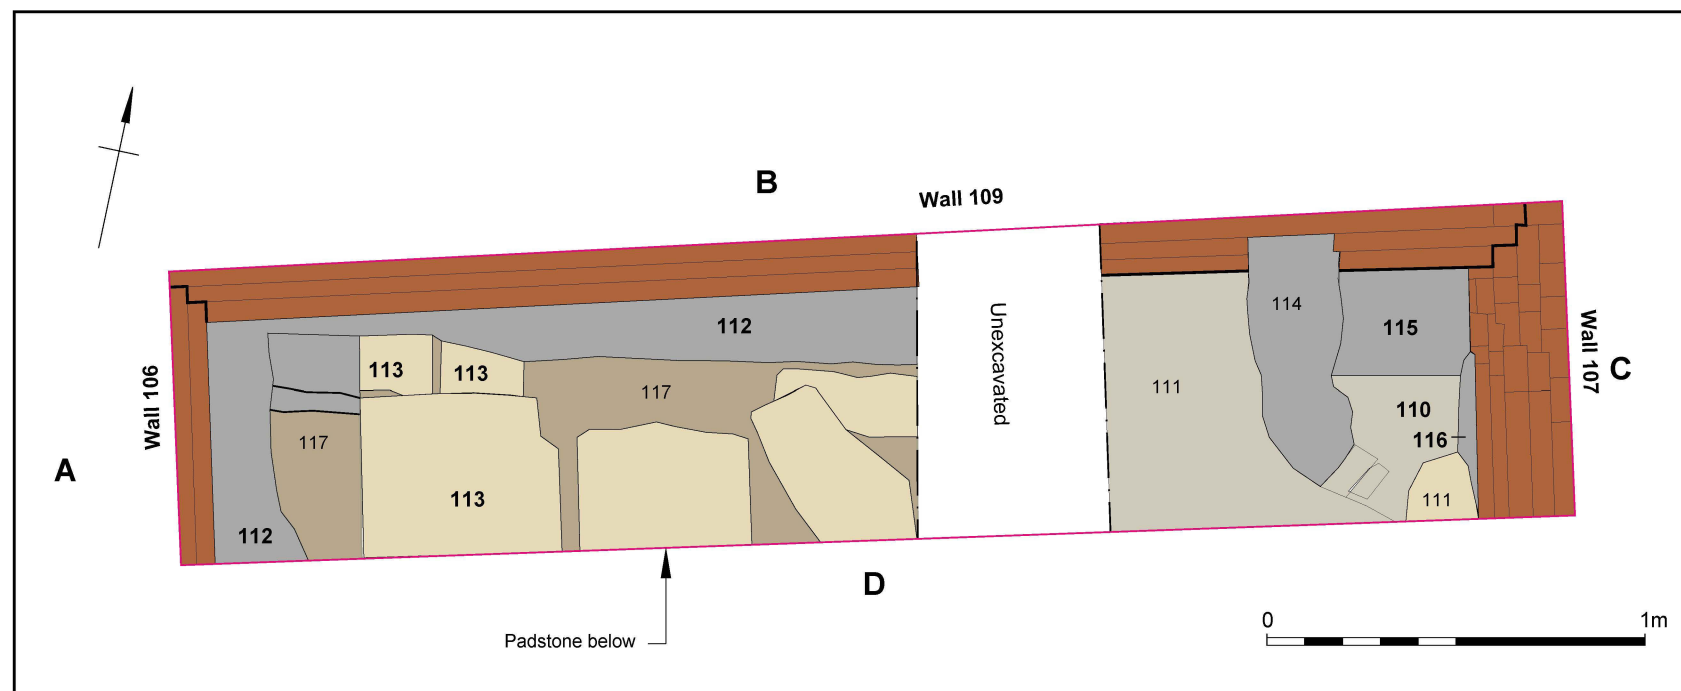 B
Wall 109
Wall 106
A
112
113
113
117
117
113
112
Unexcavated
114
111
115
110
116
111
Wall 107
C
D
Padstone below
0
1m